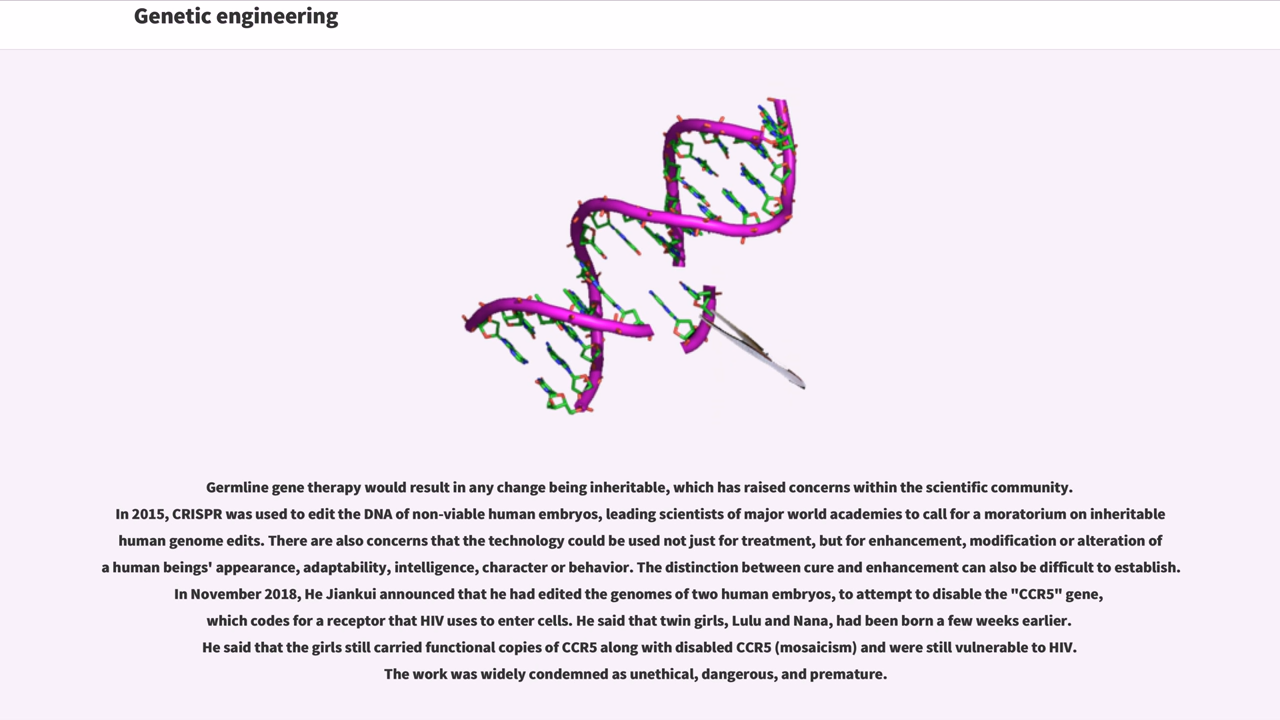 Genetic engineering
Germline gene therapy would result in any change being inheritable, which has raised concerns within the scientific community.
In 2015, CRISPR was used to edit the DNA of non-viable human embryos, leading scientists of major world academies to call for a moratorium on inheritable
human genome edits. There are also concerns that the technology could be used not just for treatment, but for enhancement, modification or alteration of
a human beings' appearance, adaptability, intelligence, character or behavior. The distinction between cure and enhancement can also be difficult to establish.
In November 2018, He Jiankui announced that he had edited the genomes of two human embryos, to attempt to disable the "CCR5" gene,
which codes for a receptor that HIV uses to enter cells. He said that twin girls, Lulu and Nana, had been born a few weeks earlier.
He said that the girls still carried functional copies of CCR5 along with disabled CCR5 (mosaicism) and were still vulnerable to HIV.
The work was widely condemned as unethical, dangerous, and premature.